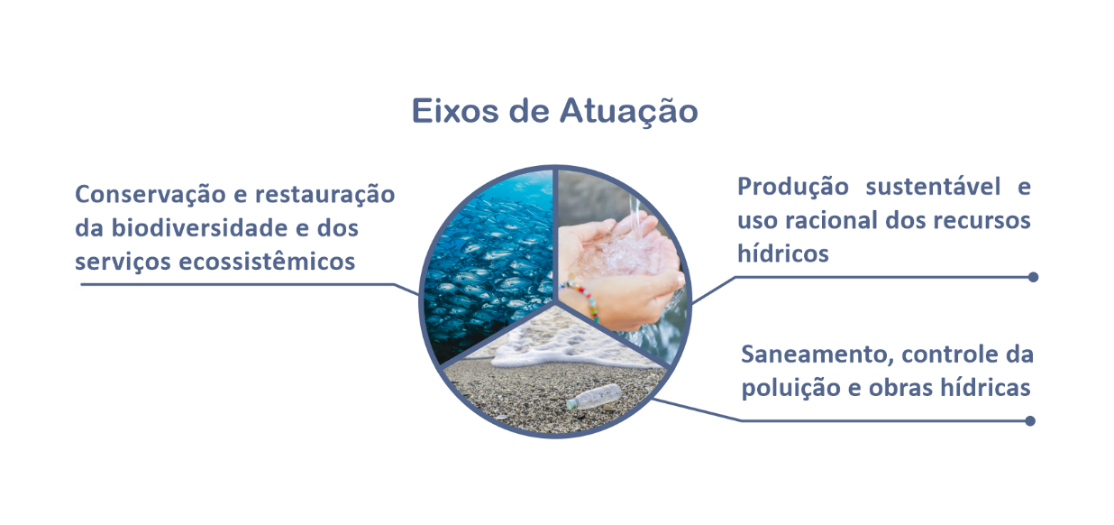 Eixos de Atuação
Conservação e restauração
da biodiversidade e dos
serviços ecossistêmicos
Produção sustentável e
uso racional dos recursos
hídricos
Saneamento, controle da
poluição e obras hídricas